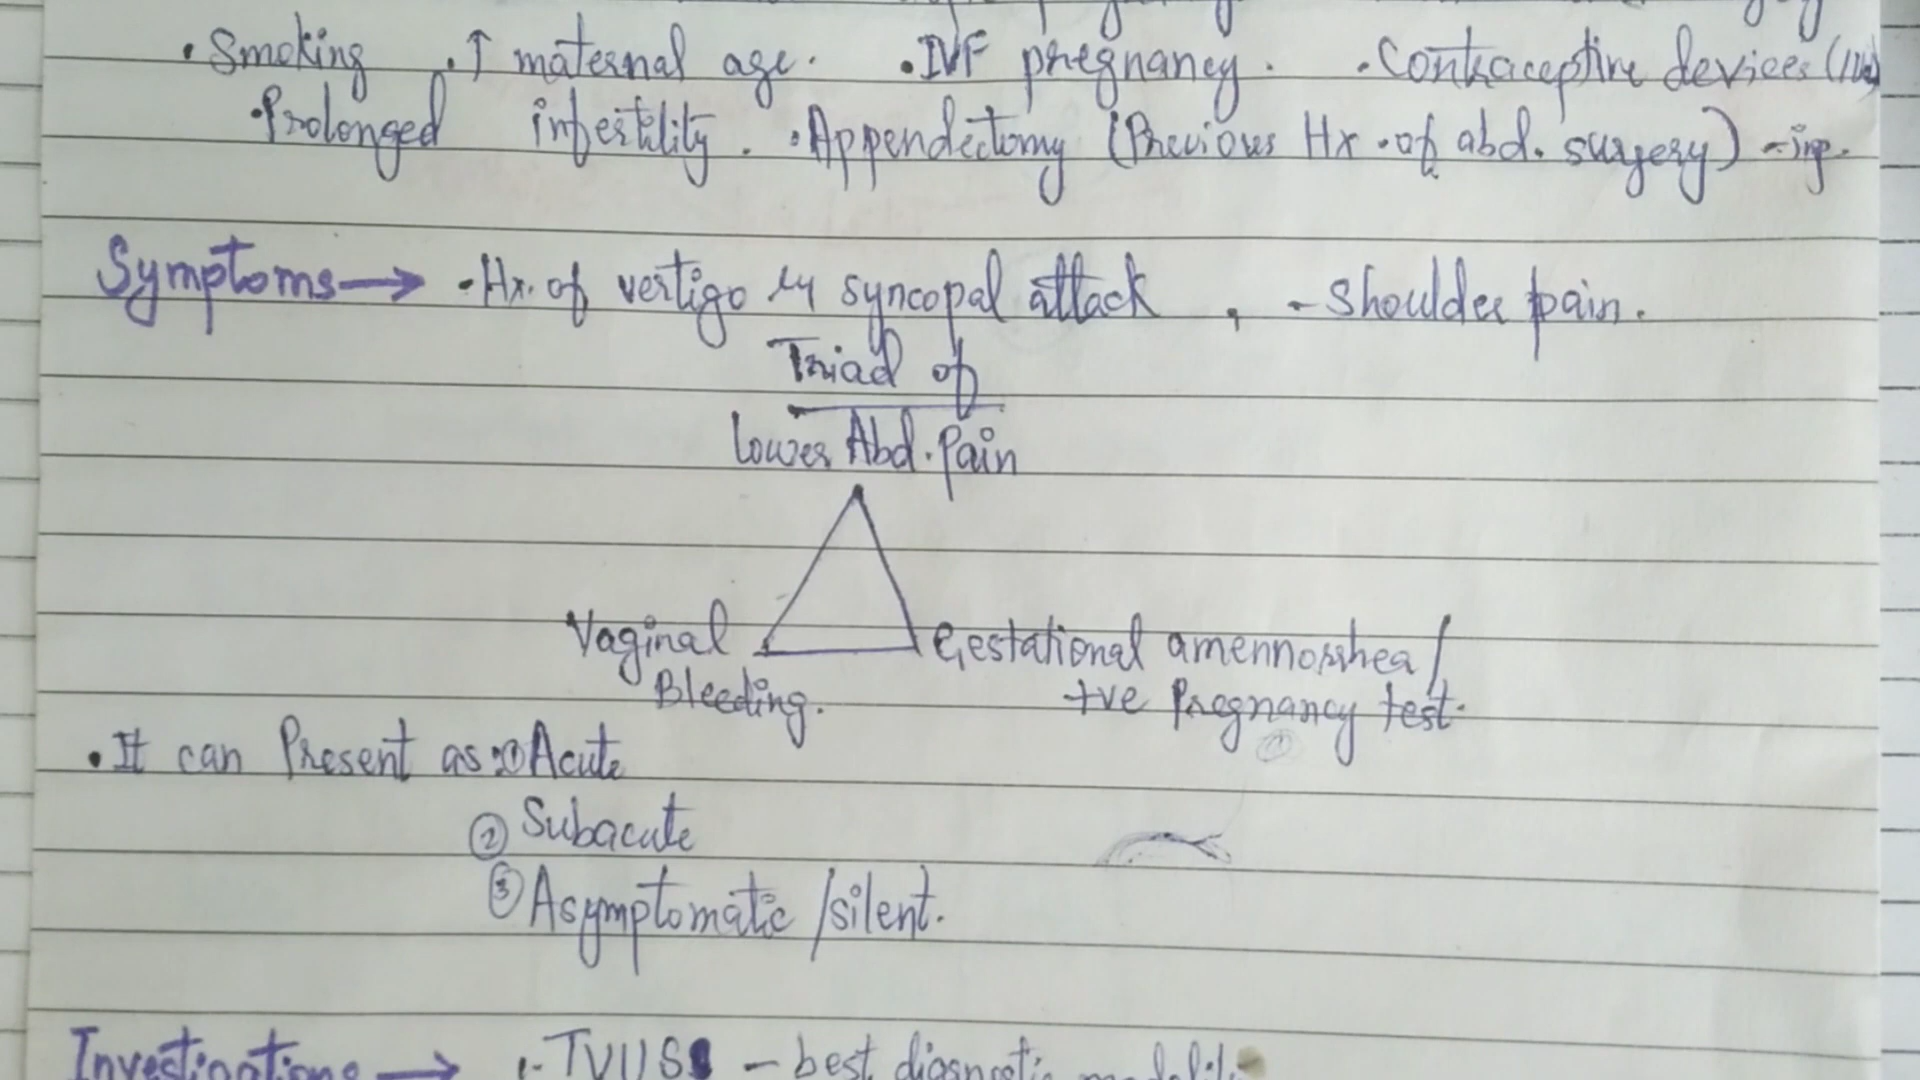 • Smoking • ↑ maternal age. • IVF pregnancy. • Contraceptive devices
• Prolonged infertility. • Appendectomy (Previous Hx. of abd. surgery) - imp.
Symptoms → - Hx. of vertigo syncopal attack , - Shoulder pain.
Triad of
Lower Abd. Pain
Vaginal Gestational amennorrhea /
Bleeding. +ve Pregnancy test.
• It can Present as: ① Acute
② Subacute
③ Asymptomatic /silent.
Investigations → 1. TVUS - best diagnostic modality